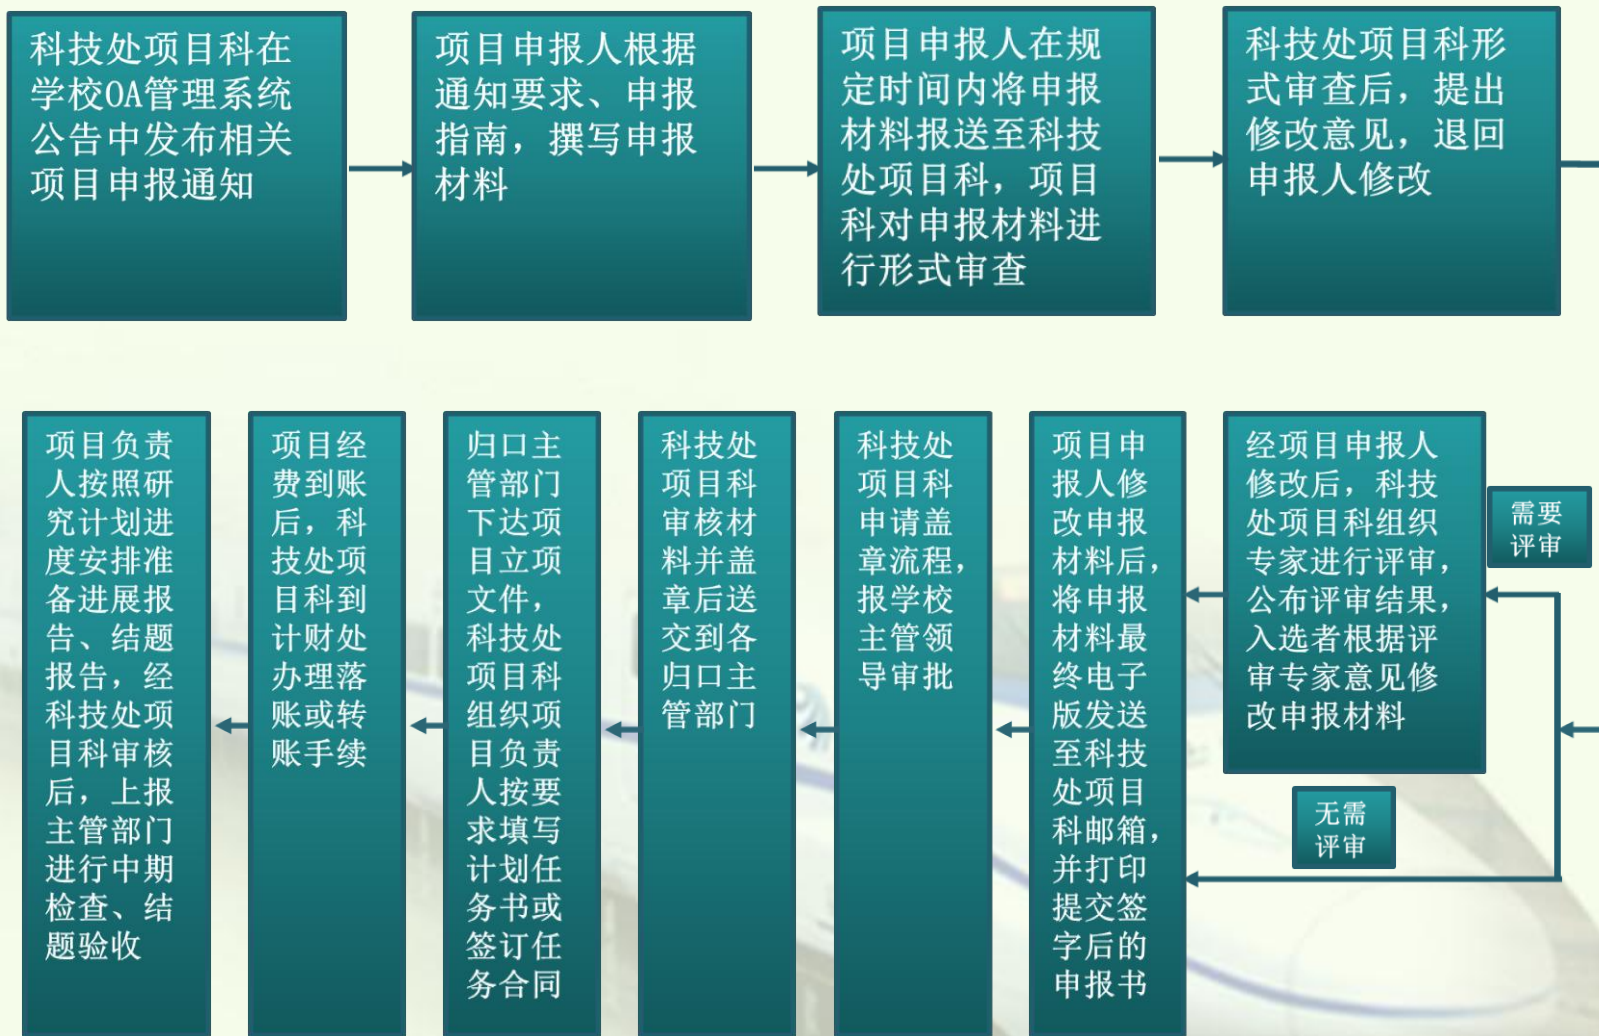 科技处项目科在
学校OA管理系统
公告中发布相关
项目申报通知
项目申报人根据
通知要求、申报
指南，撰写申报
材料
项目申报人在规
定时间内将申报
材料报送至科技
处项目科，项目
科对申报材料进
行形式审查
科技处项目科形
式审查后，提出
修改意见，退回
申报人修改
需要
评审
经项目申报人
修改后，科技
处项目科组织
专家进行评审，
公布评审结果，
入选者根据评
审专家意见修
改申报材料
无需
评审
项目申
报人修
改申报
材料后，
将申报
材料最
终电子
版发送
至科技
处项目
科邮箱，
并打印
提交签
字后的
申报书
科技处
项目科
申请盖
章流程，
报学校
主管领
导审批
科技处
项目科
审核材
料并盖
章后送
交到各
归口主
管部门
归口主
管部门
下达项
目立项
文件，
科技处
项目科
组织项
目负责
人按要
求填写
计划任
务书或
签订任
务合同
项目经
费到账
后，科
技处项
目科到
计财处
办理落
账或转
账手续
项目负责
人按照研
究计划进
度安排准
备进展报
告、结题
报告，经
科技处项
目科审核
后，上报
主管部门
进行中期
检查、结
题验收